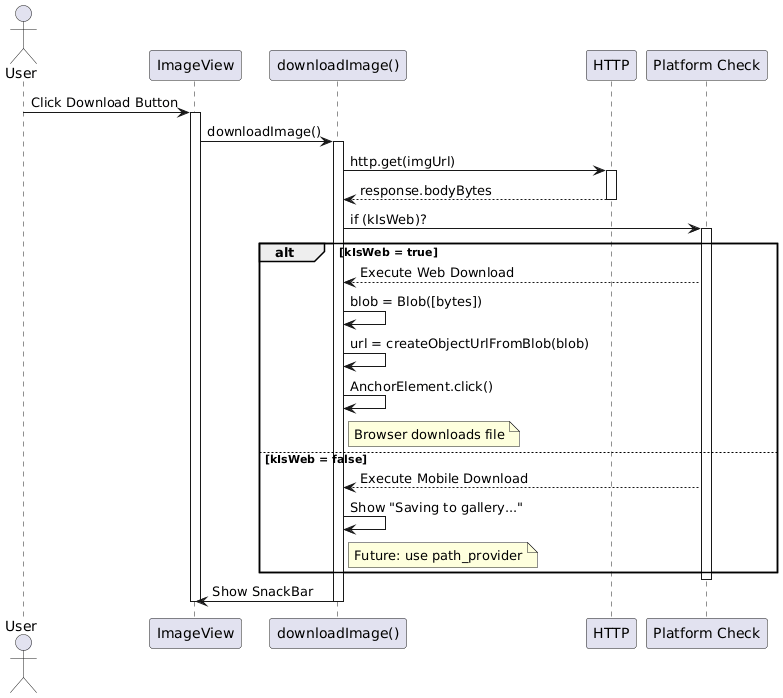 User
ImageView
downloadImage()
HTTP
Platform Check
Click Download Button
downloadImage()
http.get(imgUrl)
response.bodyBytes
if (kIsWeb)?
alt
[kIsWeb = true]
Execute Web Download
blob = Blob([bytes])
url = createObjectUrlFromBlob(blob)
AnchorElement.click()
Browser downloads file
[kIsWeb = false]
Execute Mobile Download
Show "Saving to gallery..."
Future: use path_provider
Show SnackBar
User
ImageView
downloadImage()
HTTP
Platform Check